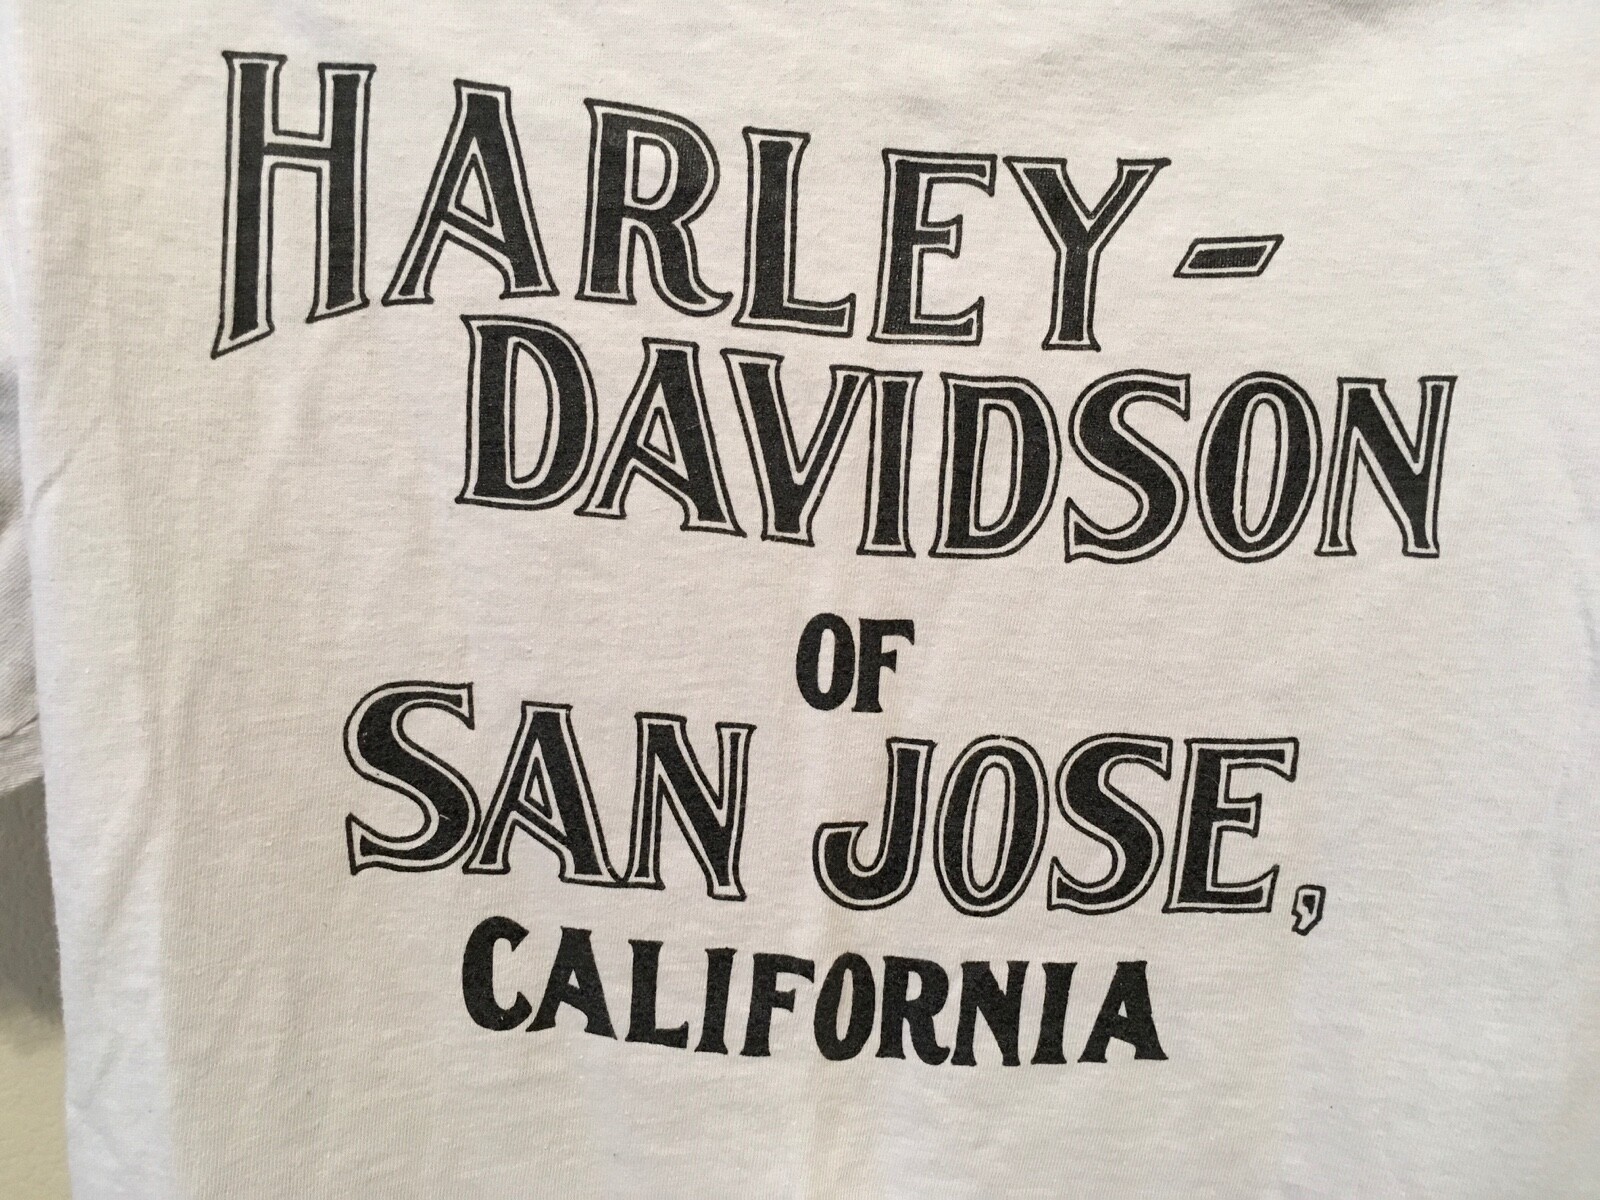 HARLEY-
DAVIDSON
OF
SAN JOSE,
CALIFORNIA